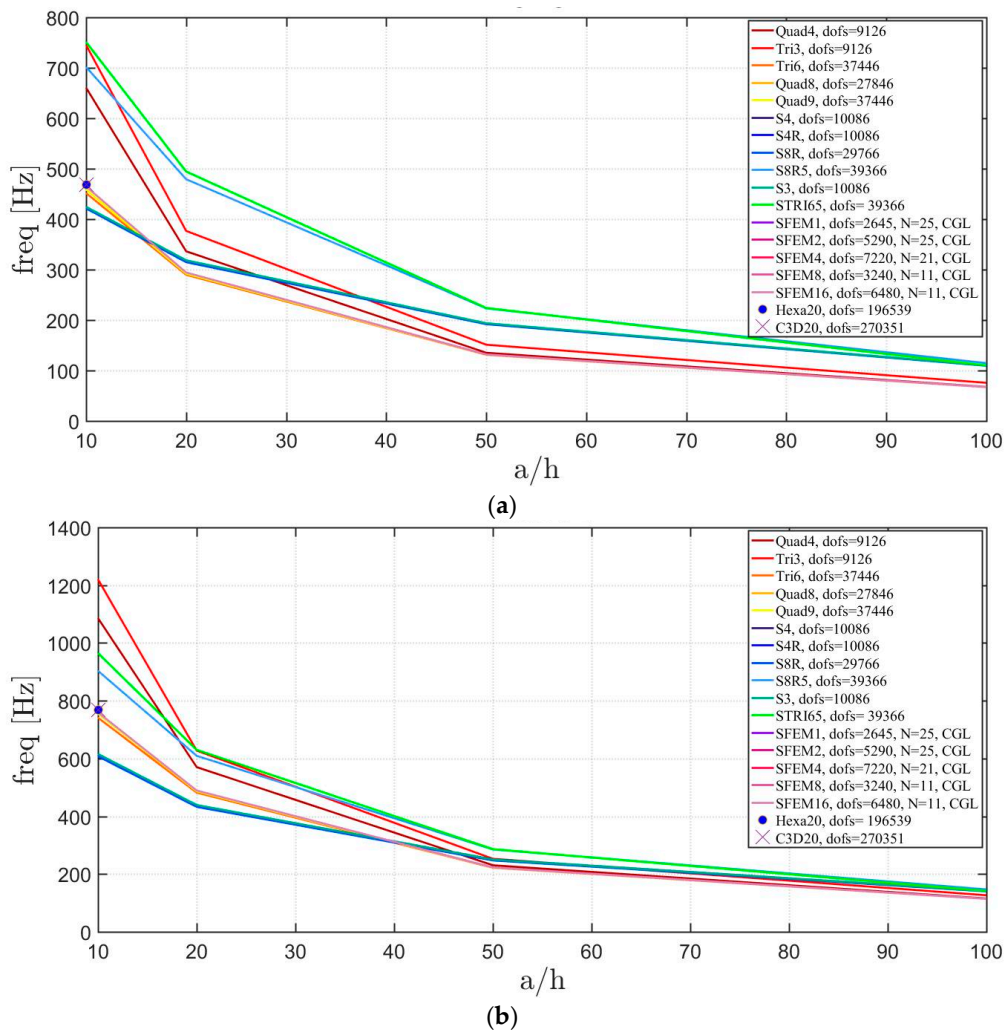 800
700
600
500
400
300
200
100
0
freq [Hz]
10 20 30 40 50 60 70 80 90 100
a/h
Quad4, dofs=9126
Tri3, dofs=9126
Tri6, dofs=37446
Quad8, dofs=27846
Quad9, dofs=37446
S4, dofs=10086
S4R, dofs=10086
S8R, dofs=29766
S8R5, dofs=39366
S3, dofs=10086
STRI65, dofs= 39366
SFEM1, dofs=2645, N=25, CGL
SFEM2, dofs=5290, N=25, CGL
SFEM4, dofs=7220, N=21, CGL
SFEM8, dofs=3240, N=11, CGL
SFEM16, dofs=6480, N=11, CGL
Hexa20, dofs= 196539
C3D20, dofs=270351
(a)
1400
1200
1000
800
600
400
200
0
freq [Hz]
10 20 30 40 50 60 70 80 90 100
a/h
Quad4, dofs=9126
Tri3, dofs=9126
Tri6, dofs=37446
Quad8, dofs=27846
Quad9, dofs=37446
S4, dofs=10086
S4R, dofs=10086
S8R, dofs=29766
S8R5, dofs=39366
S3, dofs=10086
STRI65, dofs= 39366
SFEM1, dofs=2645, N=25, CGL
SFEM2, dofs=5290, N=25, CGL
SFEM4, dofs=7220, N=21, CGL
SFEM8, dofs=3240, N=11, CGL
SFEM16, dofs=6480, N=11, CGL
Hexa20, dofs= 196539
C3D20, dofs=270351
(b)